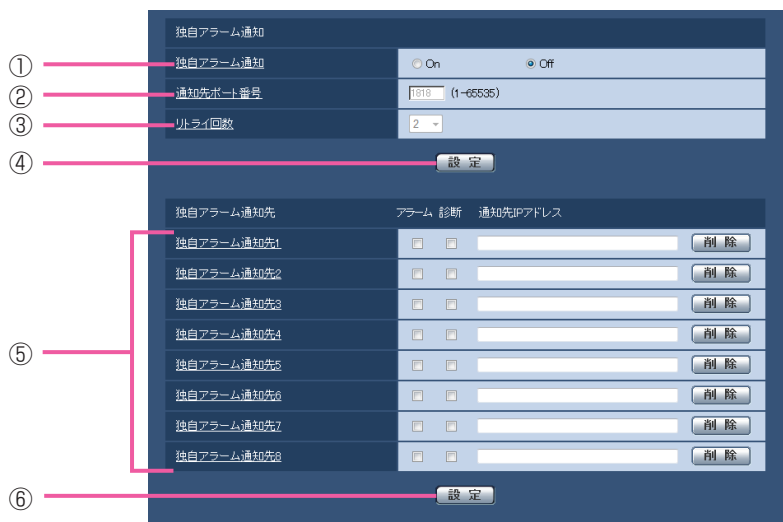 独自アラーム通知
① 独自アラーム通知 On Off
② 通知先ポート番号 1818 (1-65535)
③ リトライ回数 2
④ 設 定
独自アラーム通知先 アラーム 診断 通知先IPアドレス
独自アラーム通知先1 削 除
独自アラーム通知先2 削 除
独自アラーム通知先3 削 除
独自アラーム通知先4 削 除
⑤ 独自アラーム通知先5 削 除
独自アラーム通知先6 削 除
独自アラーム通知先7 削 除
独自アラーム通知先8 削 除
⑥ 設 定